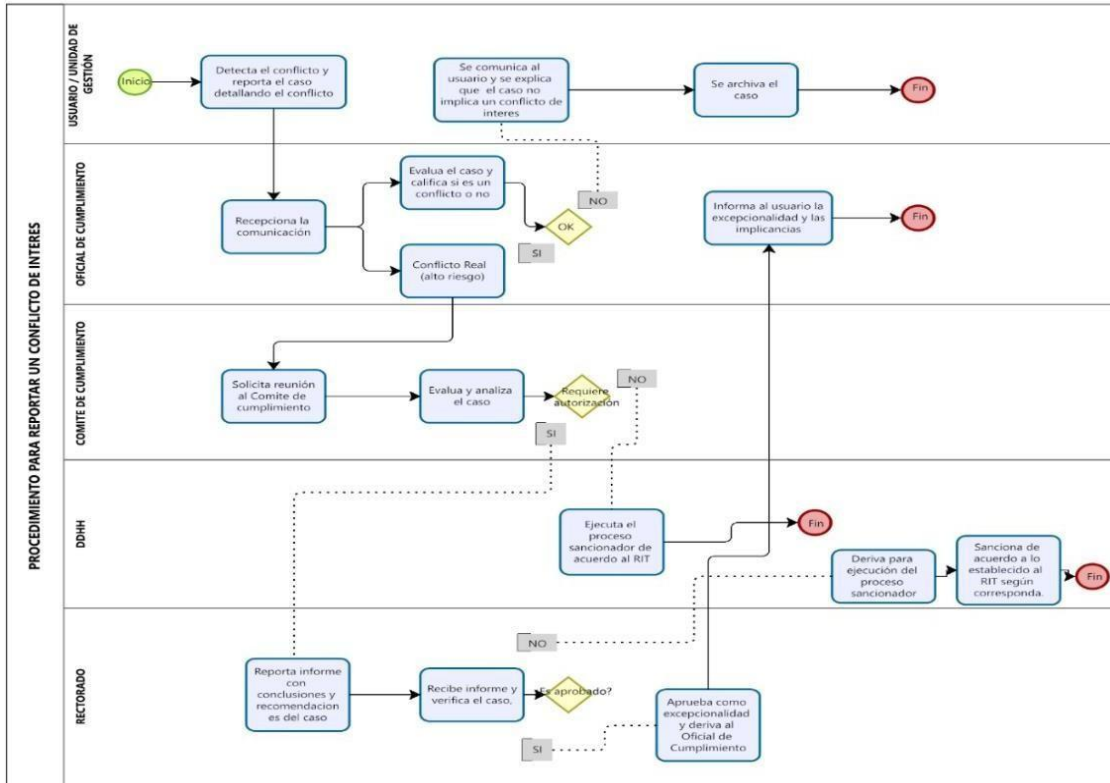 PROCEDIMIENTO PARA REPORTAR UN CONFLICTO DE INTERES
USUARIO / UNIDAD DE
GESTIÓN
Inicio
Detecta el conflicto y
reporta el caso
detallando el conflicto
Se comunica al
usuario y se explica
que el caso no
implica un conflicto de
interes
Se archiva el
caso
Fin
OFICIAL DE CUMPLIMIENTO
Recepciona la
comunicación
Evalua el caso y
califica si es un
conflicto o no
Conflicto Real
(alto riesgo)
OK
NO
SI
Informa al usuario la
excepcionalidad y las
implicancias
Fin
COMITE DE CUMPLIMIENTO
Solicita reunión
al Comite de
cumplimiento
Evalua y analiza
el caso
Requiere
autorización
NO
SI
DDHH
Ejecuta el
proceso
sancionador de
acuerdo al RIT
Fin
Deriva para
ejecución del
proceso
sancionador
Sanciona de
acuerdo a lo
establecido al
RIT según
corresponda.
Fin
RECTORADO
Reporta informe
con
conclusiones y
recomendacion
es del caso
Recibe informe y
verifica el caso,
Es aprobado?
NO
SI
Aprueba como
excepcionalidad
y deriva al
Oficial de
Cumplimiento